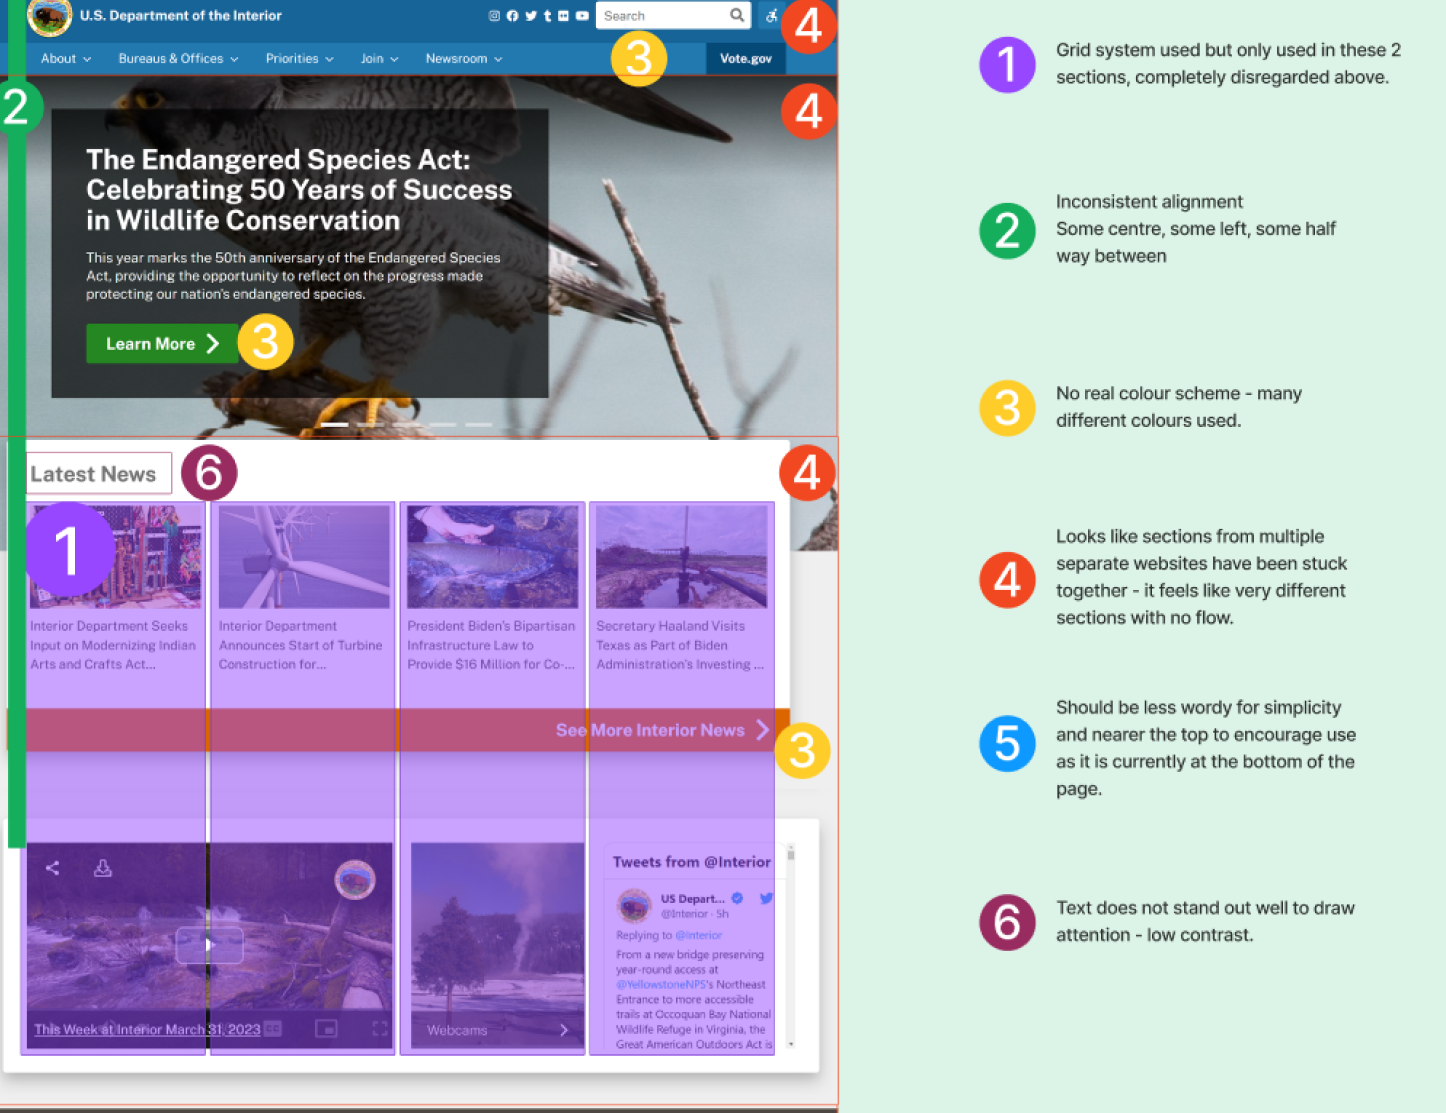 U.S. Department of the Interior
Search
4
About
Bureaus & Offices
Priorities
Join
Newsroom
3
Vote.gov
2
4
The Endangered Species Act:
Celebrating 50 Years of Success
in Wildlife Conservation
This year marks the 50th anniversary of the Endangered Species
Act, providing the opportunity to reflect on the progress made
protecting our nation's endangered species.
Learn More
3
Latest News
6
4
1
Interior Department Seeks
Input on Modernizing Indian
Arts and Crafts Act...
Interior Department
Announces Start of Turbine
Construction for...
President Biden's Bipartisan
Infrastructure Law to
Provide $16 Million for Co-...
Secretary Haaland Visits
Texas as Part of Biden
Administration's Investing ...
See More Interior News
3
This Week at Interior March 31, 2023
CC
Webcams
Tweets from @Interior
US Depart...
@Interior · 5h
Replying to @Interior
From a new bridge preserving
year-round access at
@YellowstoneNPS's Northeast
Entrance to more accessible
trails at Occoquan Bay National
Wildlife Refuge in Virginia, the
Great American Outdoors Act is
1
Grid system used but only used in these 2
sections, completely disregarded above.
2
Inconsistent alignment
Some centre, some left, some half
way between
3
No real colour scheme - many
different colours used.
4
Looks like sections from multiple
separate websites have been stuck
together - it feels like very different
sections with no flow.
5
Should be less wordy for simplicity
and nearer the top to encourage use
as it is currently at the bottom of the
page.
6
Text does not stand out well to draw
attention - low contrast.